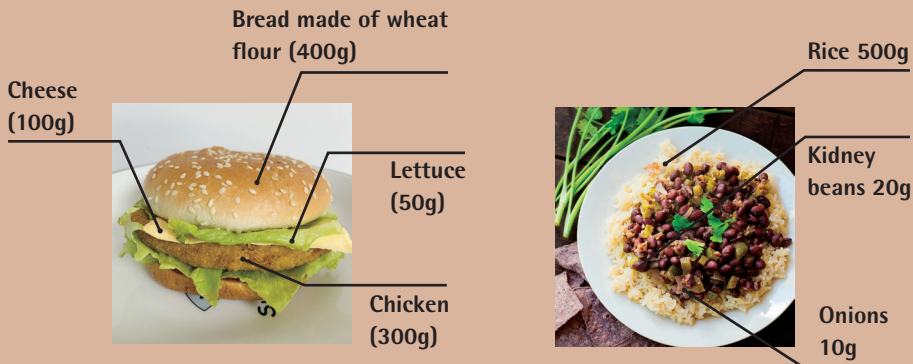 Bread made of wheat
flour (400g)
Cheese
(100g)
Lettuce
(50g)
Chicken
(300g)
Rice 500g
Kidney
beans 20g
Onions
10g